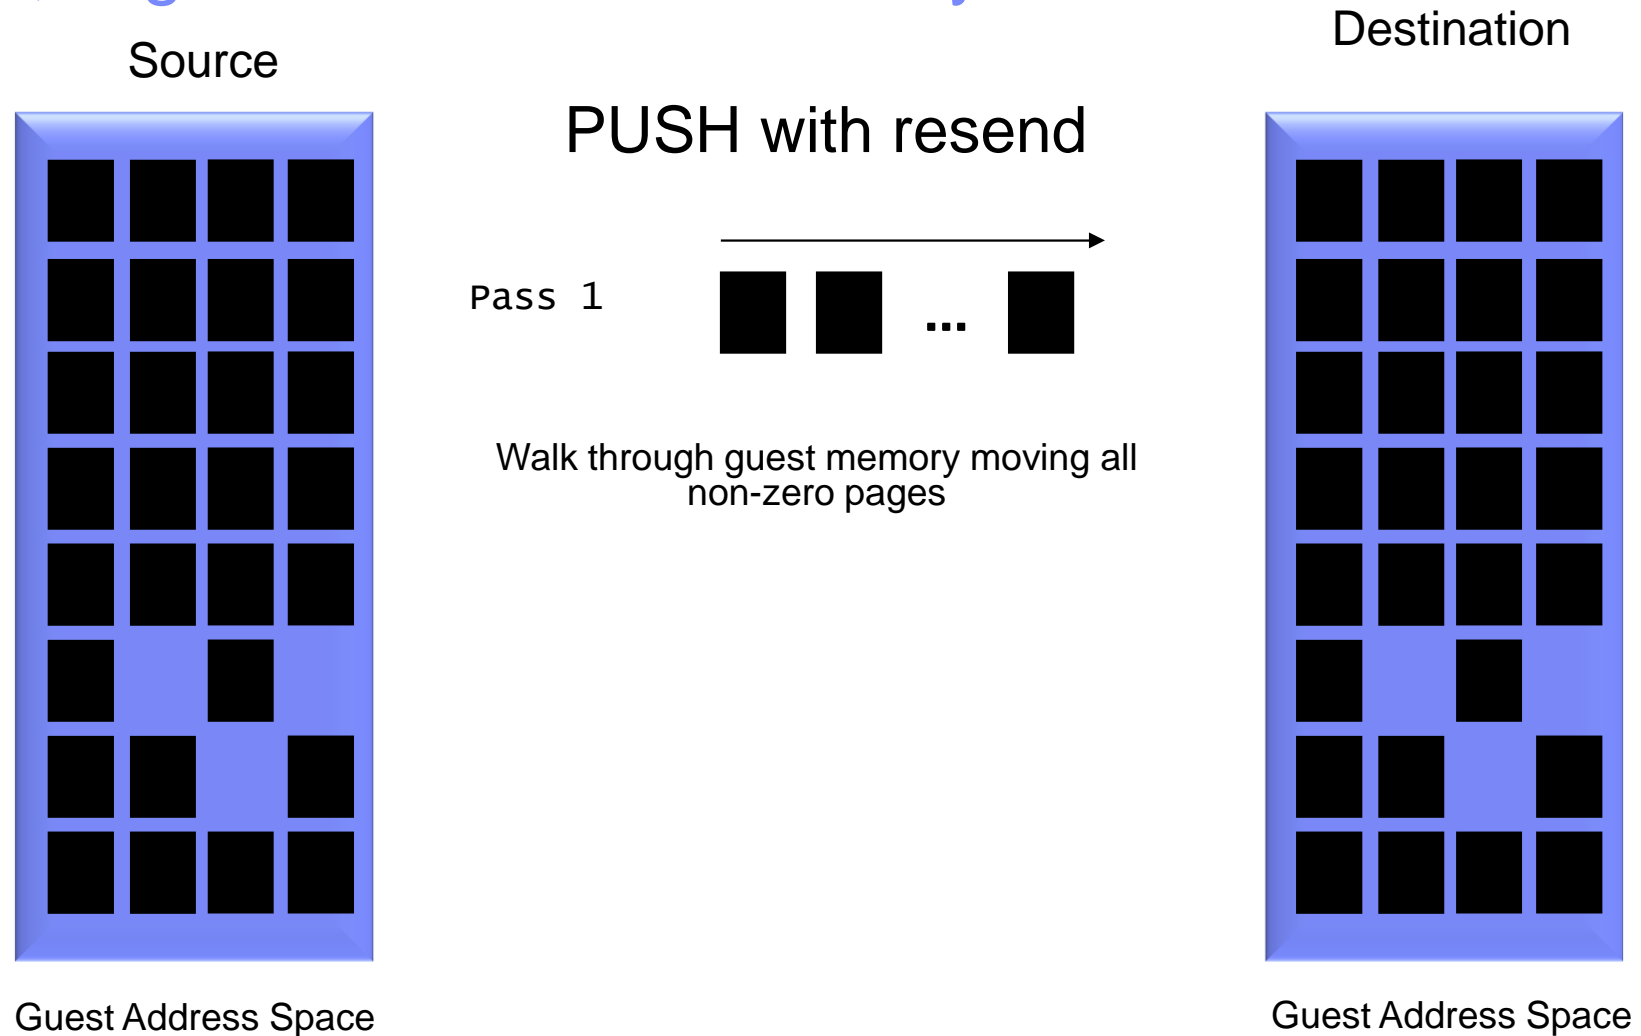 Source
Destination
PUSH with resend
Pass 1
...
Walk through guest memory moving all
non-zero pages
Guest Address Space
Guest Address Space